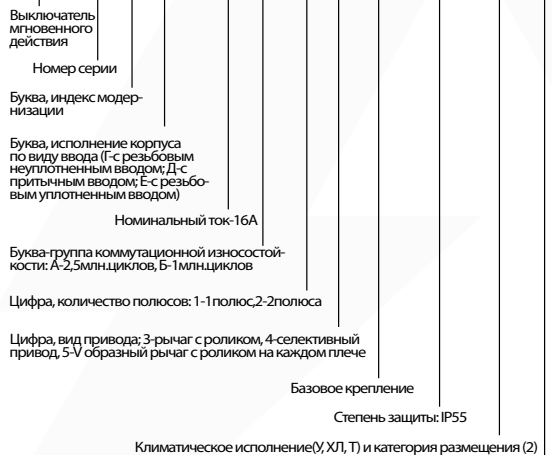 Выключатель
мгновенного
действия
Номер серии
Буква, индекс модер-
низации
Буква, исполнение корпуса
по виду ввода (Г-с резьбовым
неуплотненным вводом; Д-с
притычным вводом; Е-с резьбо-
вым уплотненным вводом)
Номинальный ток-16А
Буква-группа коммутационной износостой-
кости: А-2,5млн.циклов, Б-1млн.циклов
Цифра, количество полюсов: 1-1полюс,2-2полюса
Цифра, вид привода; 3-рычаг с роликом, 4-селективный
привод, 5-V образный рычаг с роликом на каждом плече
Базовое крепление
Степень защиты: IP55
Климатическое исполнение(У, ХЛ, Т) и категория размещения (2)